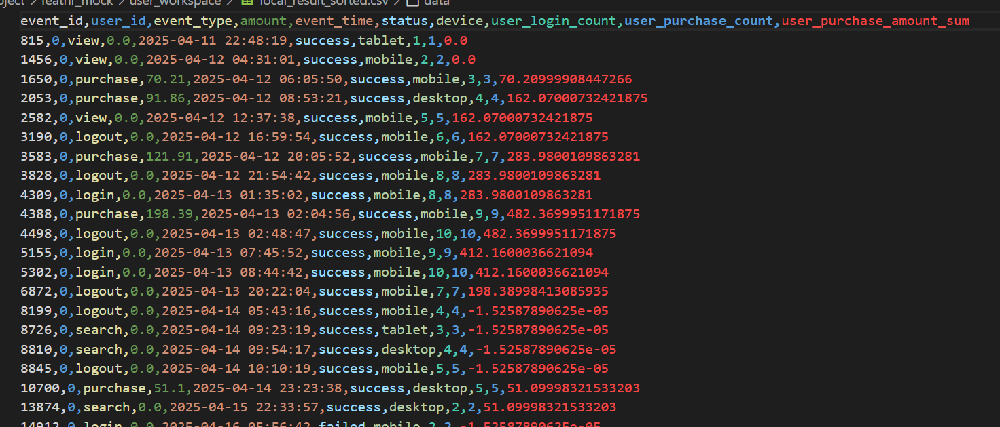 oject / feathr_mock / user_workspace / local_result_sorted.csv / data
event_id,user_id,event_type,amount,event_time,status,device,user_login_count,user_purchase_count,user_purchase_amount_sum
815,0,view,0.0,2025-04-11 22:48:19,success,tablet,1,1,0.0
1456,0,view,0.0,2025-04-12 04:31:01,success,mobile,2,2,0.0
1650,0,purchase,70.21,2025-04-12 06:05:50,success,mobile,3,3,70.20999908447266
2053,0,purchase,91.86,2025-04-12 08:53:21,success,desktop,4,4,162.07000732421875
2582,0,view,0.0,2025-04-12 12:37:38,success,mobile,5,5,162.07000732421875
3190,0,logout,0.0,2025-04-12 16:59:54,success,mobile,6,6,162.07000732421875
3583,0,purchase,121.91,2025-04-12 20:05:52,success,mobile,7,7,283.9800109863281
3828,0,logout,0.0,2025-04-12 21:54:42,success,mobile,8,8,283.9800109863281
4309,0,login,0.0,2025-04-13 01:35:02,success,mobile,8,8,283.9800109863281
4388,0,purchase,198.39,2025-04-13 02:04:56,success,mobile,9,9,482.3699951171875
4498,0,logout,0.0,2025-04-13 02:48:47,success,mobile,10,10,482.3699951171875
5155,0,login,0.0,2025-04-13 07:45:52,success,mobile,9,9,412.1600036621094
5302,0,login,0.0,2025-04-13 08:44:42,success,mobile,10,10,412.1600036621094
6872,0,logout,0.0,2025-04-13 20:22:04,success,mobile,7,7,198.38998413085935
8199,0,logout,0.0,2025-04-14 05:43:16,success,mobile,4,4,-1.52587890625e-05
8726,0,search,0.0,2025-04-14 09:23:19,success,tablet,3,3,-1.52587890625e-05
8810,0,search,0.0,2025-04-14 09:54:17,success,desktop,4,4,-1.52587890625e-05
8845,0,logout,0.0,2025-04-14 10:10:19,success,mobile,5,5,-1.52587890625e-05
10700,0,purchase,51.1,2025-04-14 23:23:38,success,desktop,5,5,51.09998321533203
13874,0,search,0.0,2025-04-15 22:33:57,success,desktop,2,2,51.09998321533203
14912,0,login,0.0,2025-04-16 05:56:42,failed,mobile,2,2,-1.52587890625e-05